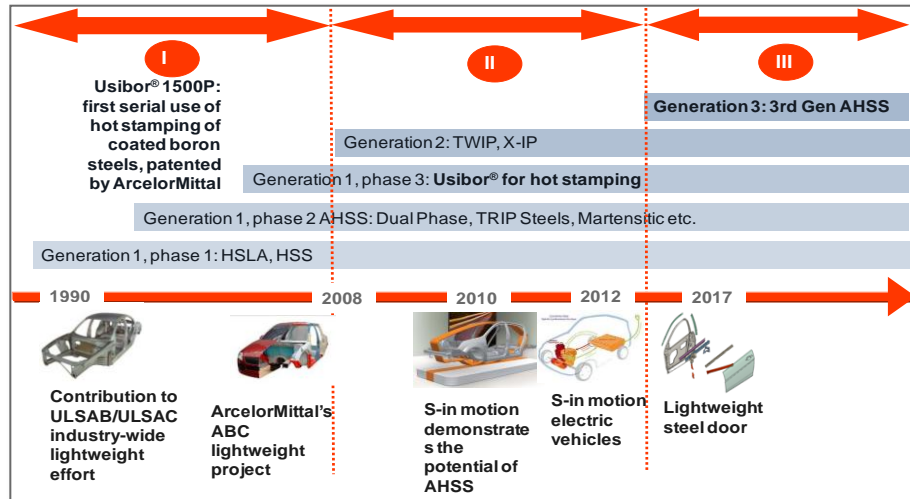 I
II
III
Usibor® 1500P:
first serial use of
hot stamping of
coated boron
steels, patented
by ArcelorMittal
Generation 3: 3rd Gen AHSS
Generation 2: TWIP, X-IP
Generation 1, phase 3: Usibor® for hot stamping
Generation 1, phase 2 AHSS: Dual Phase, TRIP Steels, Martensitic etc.
Generation 1, phase 1: HSLA, HSS
1990
2008
2010
2012
2017
Contribution to
ULSAB/ULSAC
industry-wide
lightweight
effort
ArcelorMittal's
ABC
lightweight
project
S-in motion
demonstrate
s the
potential of
AHSS
S-in motion
electric
vehicles
Lightweight
steel door